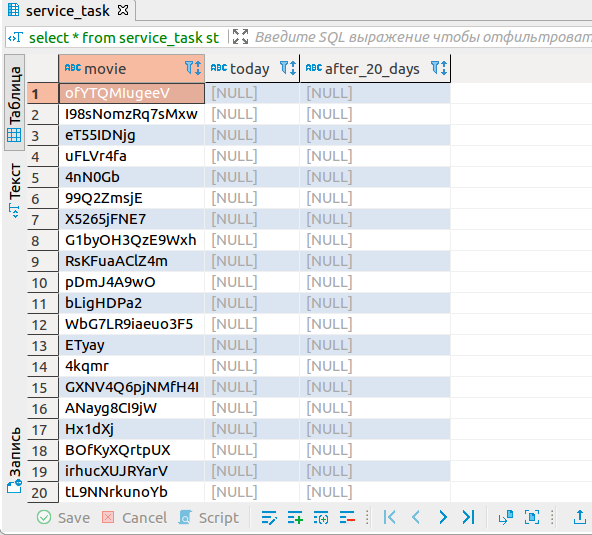 service_task
select * from service_task st Введите SQL выражение чтобы отфильтроват
Таблица
Текст
Запись
ABC movie ABC today ABC after_20_days
1 ofYTQMIugeeV [NULL] [NULL]
2 I98sNomzRq7sMxw [NULL] [NULL]
3 eT55IDNjg [NULL] [NULL]
4 uFLVr4fa [NULL] [NULL]
5 4nN0Gb [NULL] [NULL]
6 99Q2ZmsjE [NULL] [NULL]
7 X5265jFNE7 [NULL] [NULL]
8 G1byOH3QzE9Wxh [NULL] [NULL]
9 RsKFuaAClZ4m [NULL] [NULL]
10 pDmJ4A9wO [NULL] [NULL]
11 bLigHDPa2 [NULL] [NULL]
12 WbG7LR9iaeuo3F5 [NULL] [NULL]
13 ETyay [NULL] [NULL]
14 4kqmr [NULL] [NULL]
15 GXNV4Q6pjNMfH4I [NULL] [NULL]
16 ANayg8CI9jW [NULL] [NULL]
17 Hx1dXj [NULL] [NULL]
18 BOfKyXQrtpUX [NULL] [NULL]
19 irhucXUJRYarV [NULL] [NULL]
20 tL9NNrkunoYb [NULL] [NULL]
Save Cancel Script